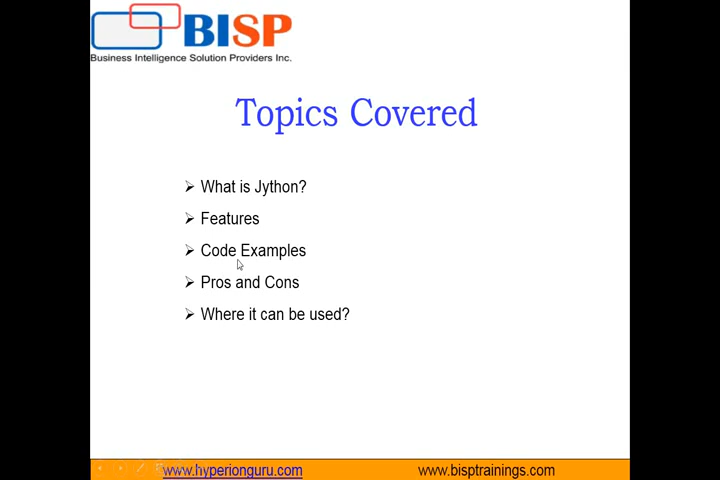 BISP
Business Intelligence Solution Providers Inc.
Topics Covered
What is Jython?
Features
Code Examples
Pros and Cons
Where it can be used?
www.hyperionguru.com
www.bisptrainings.com